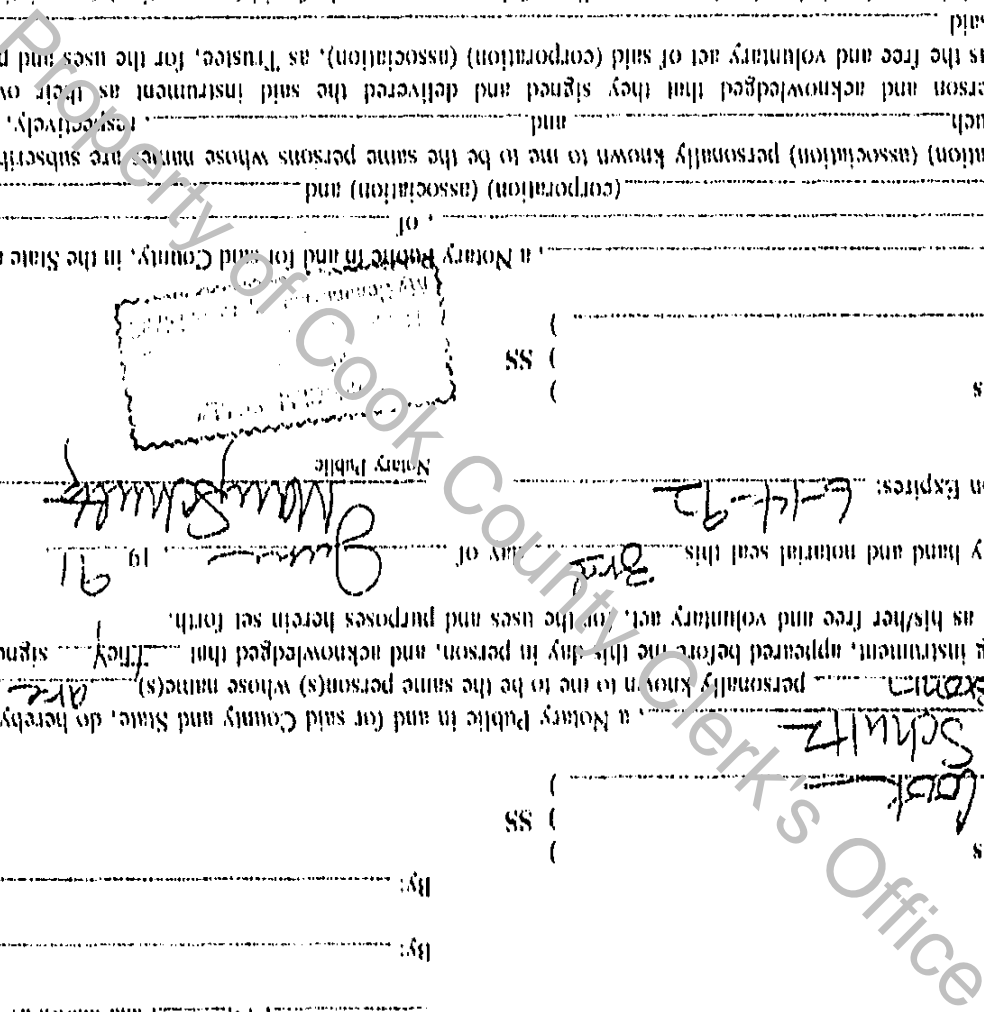 By:
By:
s )
) SS
Cook )
Schultz, a Notary Public in and for said County and State, do hereby
personally known to me to be the same person(s) whose name(s) are
g instrument, appeared before me this day in person, and acknowledged that they signe
as his/her free and voluntary act, for the uses and purposes herein set forth.
y hand and notarial seal this 3rd day of June, 19 91.
n Expires: 6-14-92 Mary Schultz
Notary Public
s )
) SS
)
, a Notary Public in and for said County, in the State
, of
(corporation) (association) and
ation) (association) personally known to me to be the same persons whose names are subscrib
uch and , respectively,
erson and acknowledged that they signed and delivered the said instrument as their ow
as the free and voluntary act of said (corporation) (association), as Trustee, for the uses and p
said
Property of Cook County Clerk's Office